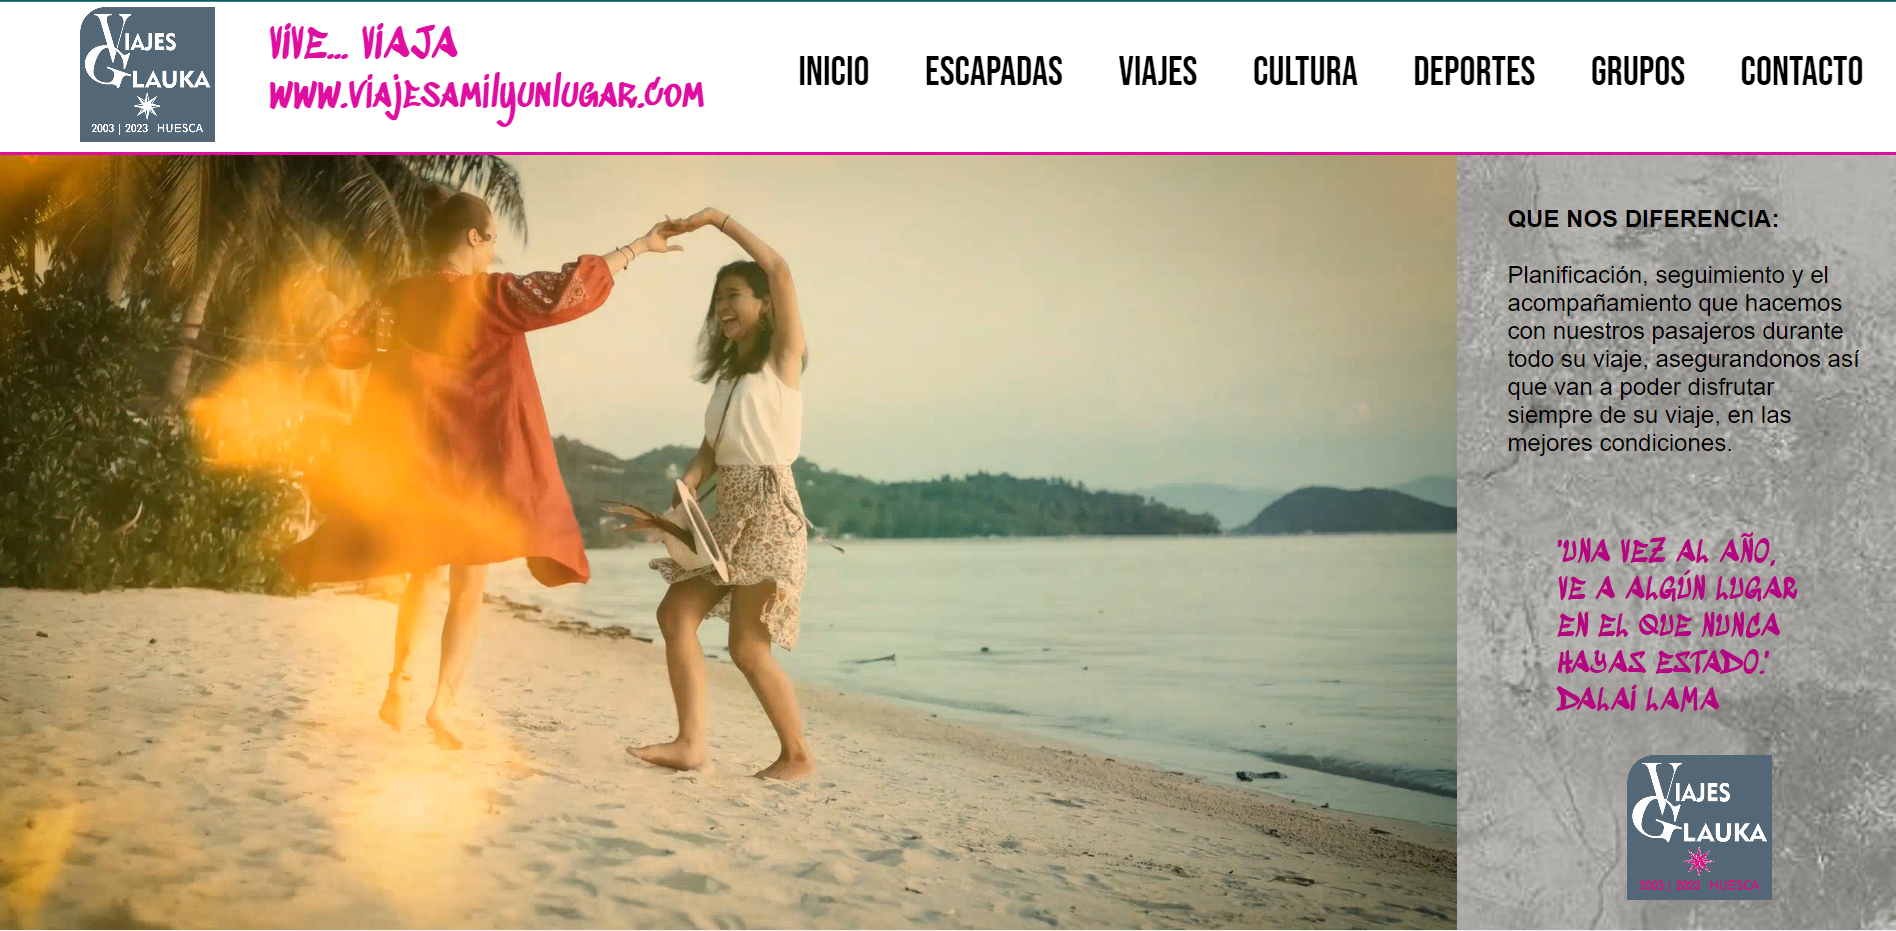 VIAJES
GLAUKA
2003 | 2023 HUESCA
VIVE... VIAJA
WWW.VIAJESAMILYUNLUGAR.COM
INICIO ESCAPADAS VIAJES CULTURA DEPORTES GRUPOS CONTACTO
QUE NOS DIFERENCIA:
Planificación, seguimiento y el
acompañamiento que hacemos
con nuestros pasajeros durante
todo su viaje, asegurandonos así
que van a poder disfrutar
siempre de su viaje, en las
mejores condiciones.
"UNA VEZ AL AÑO,
VE A ALGÚN LUGAR
EN EL QUE NUNCA
HAYAS ESTADO."
DALAI LAMA
VIAJES
GLAUKA
2003 | 2023 HUESCA